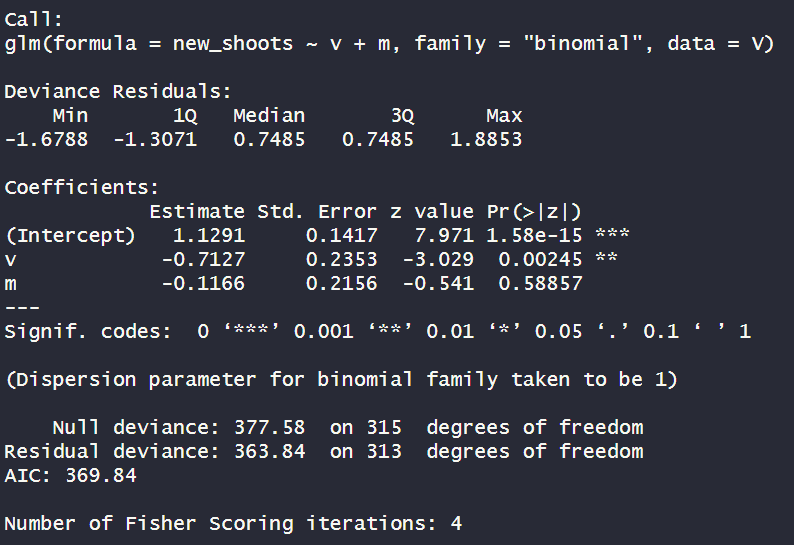 Call:
glm(formula = new_shoots ~ v + m, family = "binomial", data = V)
Deviance Residuals:
    Min       1Q   Median       3Q      Max
-1.6788  -1.3071   0.7485   0.7485   1.8853
Coefficients:
            Estimate Std. Error z value Pr(>|z|)
(Intercept)   1.1291     0.1417   7.971 1.58e-15 ***
v            -0.7127     0.2353  -3.029  0.00245 **
m            -0.1166     0.2156  -0.541  0.58857
---
Signif. codes:  0 ‘***’ 0.001 ‘**’ 0.01 ‘*’ 0.05 ‘.’ 0.1 ‘ ’ 1
(Dispersion parameter for binomial family taken to be 1)
    Null deviance: 377.58  on 315  degrees of freedom
Residual deviance: 363.84  on 313  degrees of freedom
AIC: 369.84
Number of Fisher Scoring iterations: 4